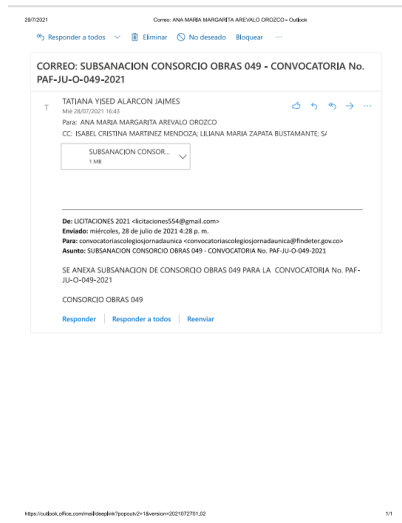 29/7/2021 Correo: ANA MARIA MARGARITA AREVALO OROZCO - Outlook
Responder a todos Eliminar No deseado Bloquear ...
CORREO: SUBSANACION CONSORCIO OBRAS 049 - CONVOCATORIA No.
PAF-JU-O-049-2021
T
TATIANA YISED ALARCON JAIMES
Mié 28/07/2021 16:43
Para: ANA MARIA MARGARITA AREVALO OROZCO
CC: ISABEL CRISTINA MARTINEZ MENDOZA; LILIANA MARIA ZAPATA BUSTAMANTE; S/
SUBSANACION CONSOR...
1 MB
De: LICITACIONES 2021 <licitaciones554@gmail.com>
Enviado: miércoles, 28 de julio de 2021 4:28 p. m.
Para: convocatoriascolegiosjornadaunica <convocatoriascolegiosjornadaunica@findeter.gov.co>
Asunto: SUBSANACION CONSORCIO OBRAS 049 - CONVOCATORIA No. PAF-JU-O-049-2021
SE ANEXA SUBSANACION DE CONSORCIO OBRAS 049 PARA LA CONVOCATORIA No. PAF-
JU-O-049-2021
CONSORCIO OBRAS 049
Responder Responder a todos Reenviar
https://outlook.office.com/mail/deeplink?popoutv2=1&version=2021072701.02 1/1